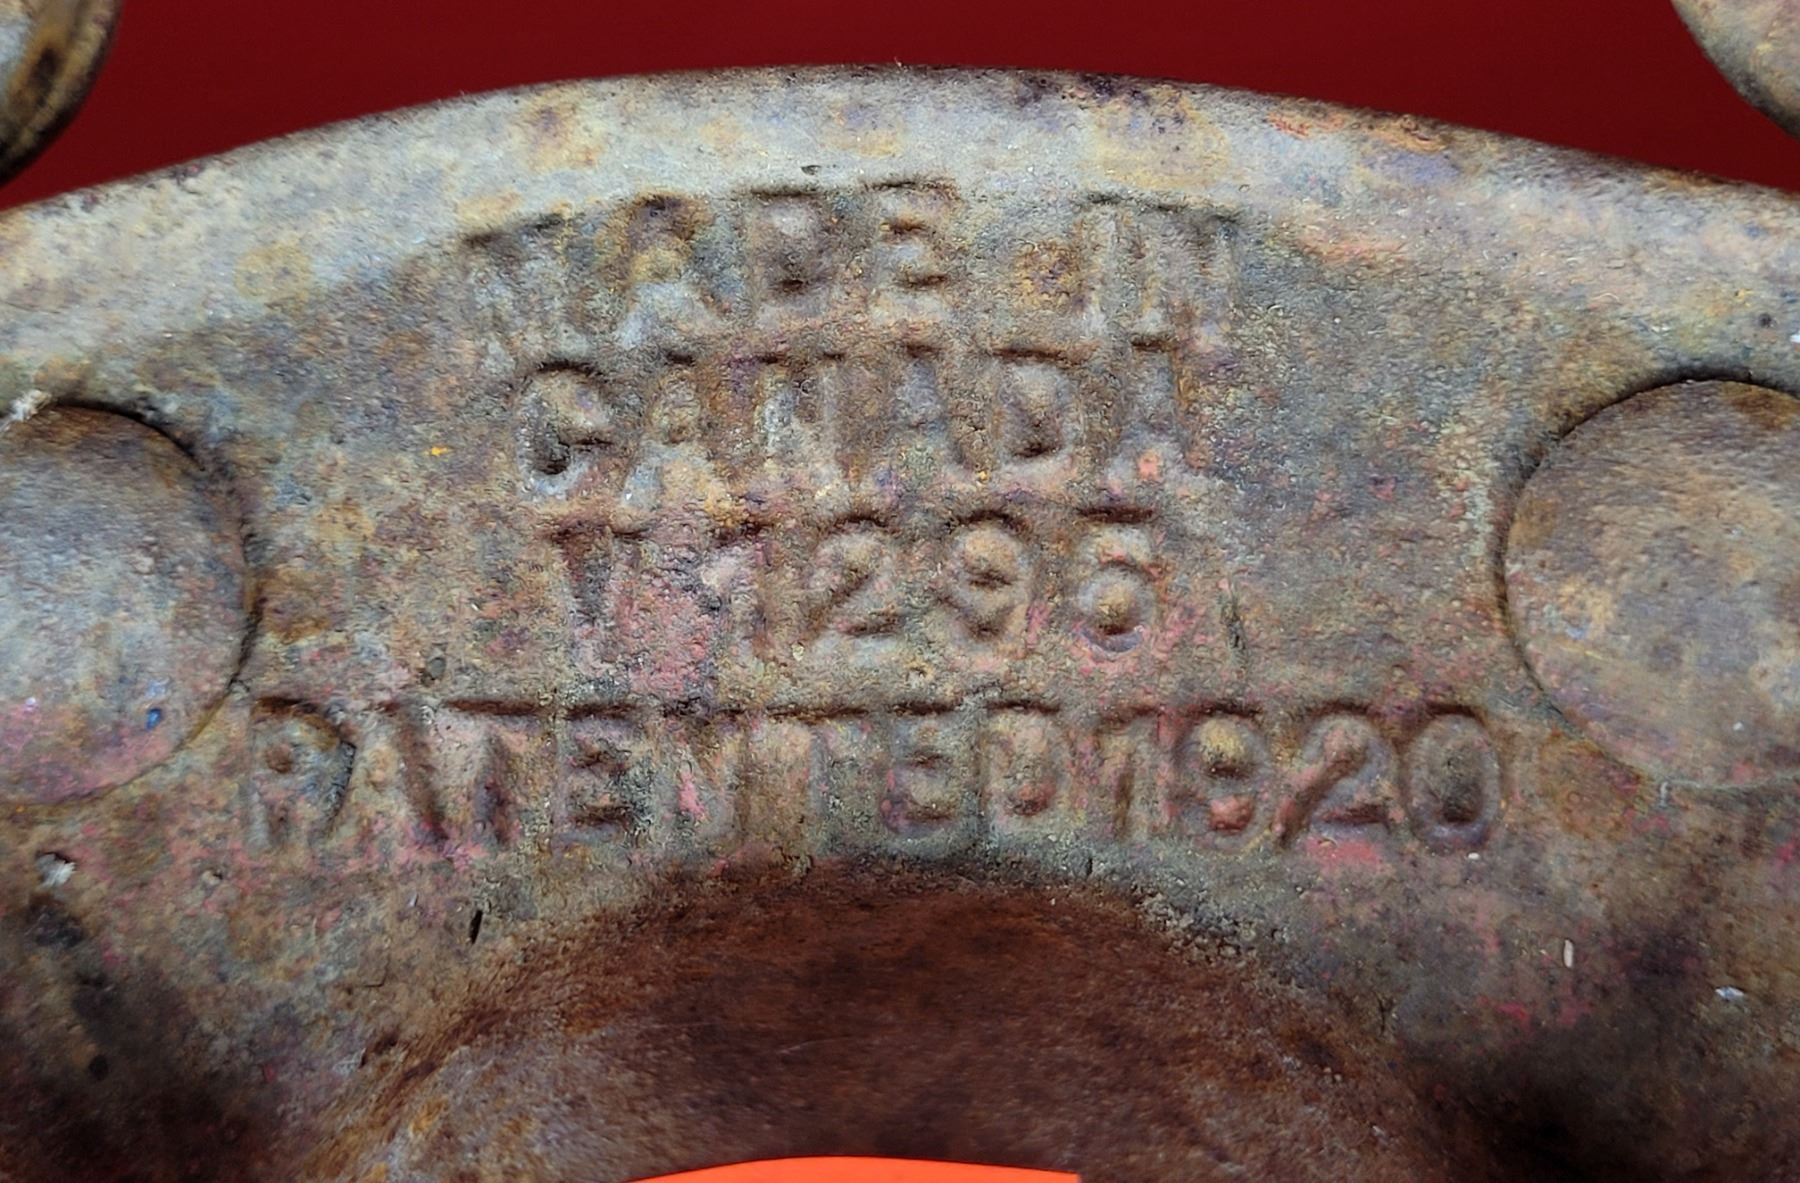 MADE IN
CANADA
T 1296
PATENTED 1920